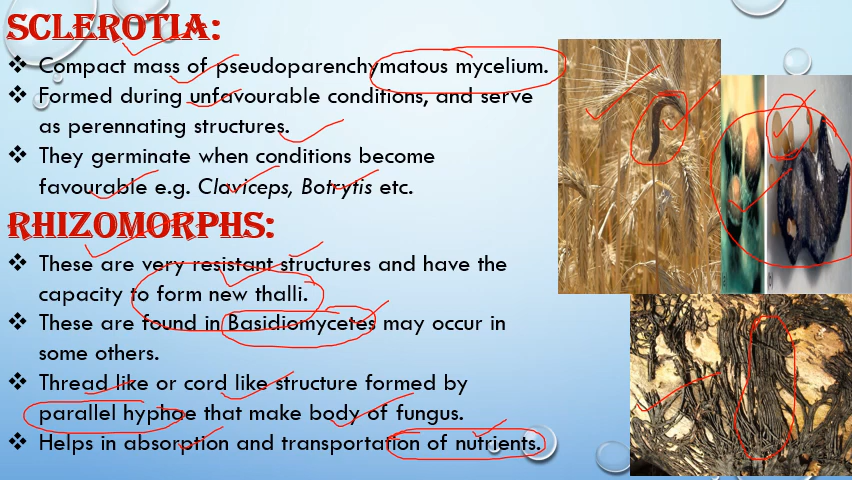 SCLEROTIA:
❖ Compact mass of pseudoparenchymatous mycelium.
❖ Formed during unfavourable conditions, and serve
as perennating structures.
❖ They germinate when conditions become
favourable e.g. Claviceps, Botrytis etc.
RHIZOMORPHS:
❖ These are very resistant structures and have the
capacity to form new thalli.
❖ These are found in Basidiomycetes may occur in
some others.
❖ Thread like or cord like structure formed by
parallel hyphae that make body of fungus.
❖ Helps in absorption and transportation of nutrients.